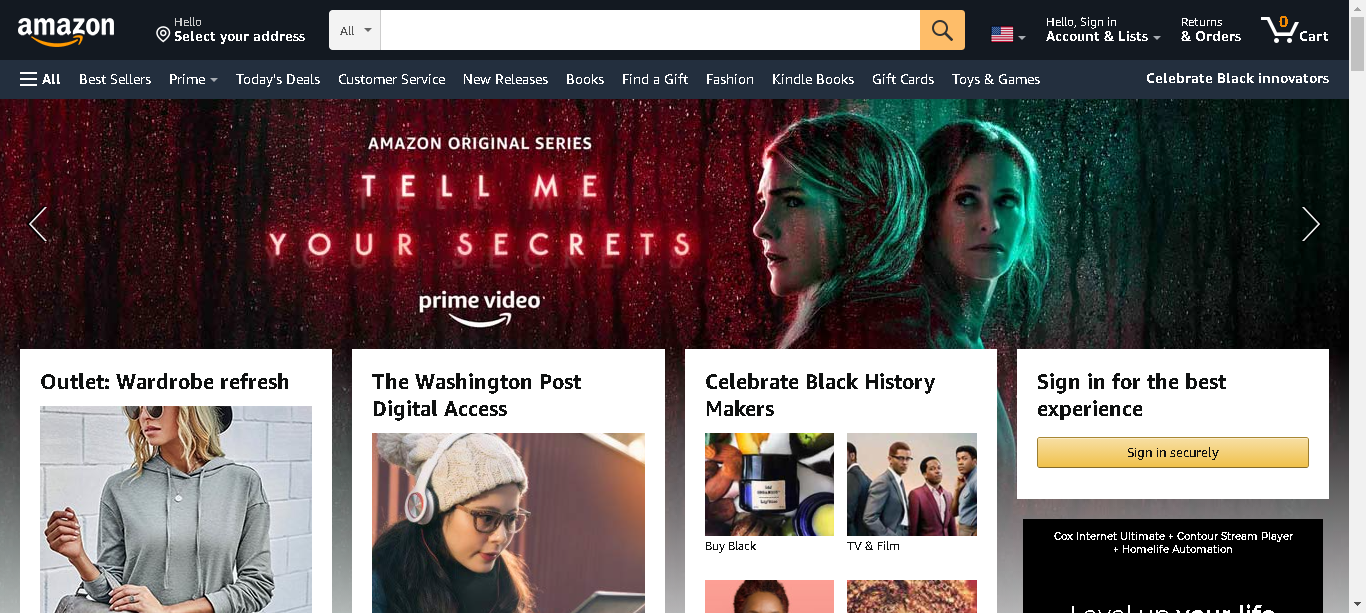 amazon
Hello
Select your address
All
Hello, Sign in
Account & Lists
Returns
& Orders
0
Cart
All
Best Sellers
Prime
Today's Deals
Customer Service
New Releases
Books
Find a Gift
Fashion
Kindle Books
Gift Cards
Toys & Games
Celebrate Black innovators
AMAZON ORIGINAL SERIES
TELL ME
YOUR SECRETS
prime video
Outlet: Wardrobe refresh
The Washington Post
Digital Access
Celebrate Black History
Makers
Buy Black
TV & Film
Sign in for the best
experience
Sign in securely
Cox Internet Ultimate + Contour Stream Player
+ Homelife Automation
Level up your life